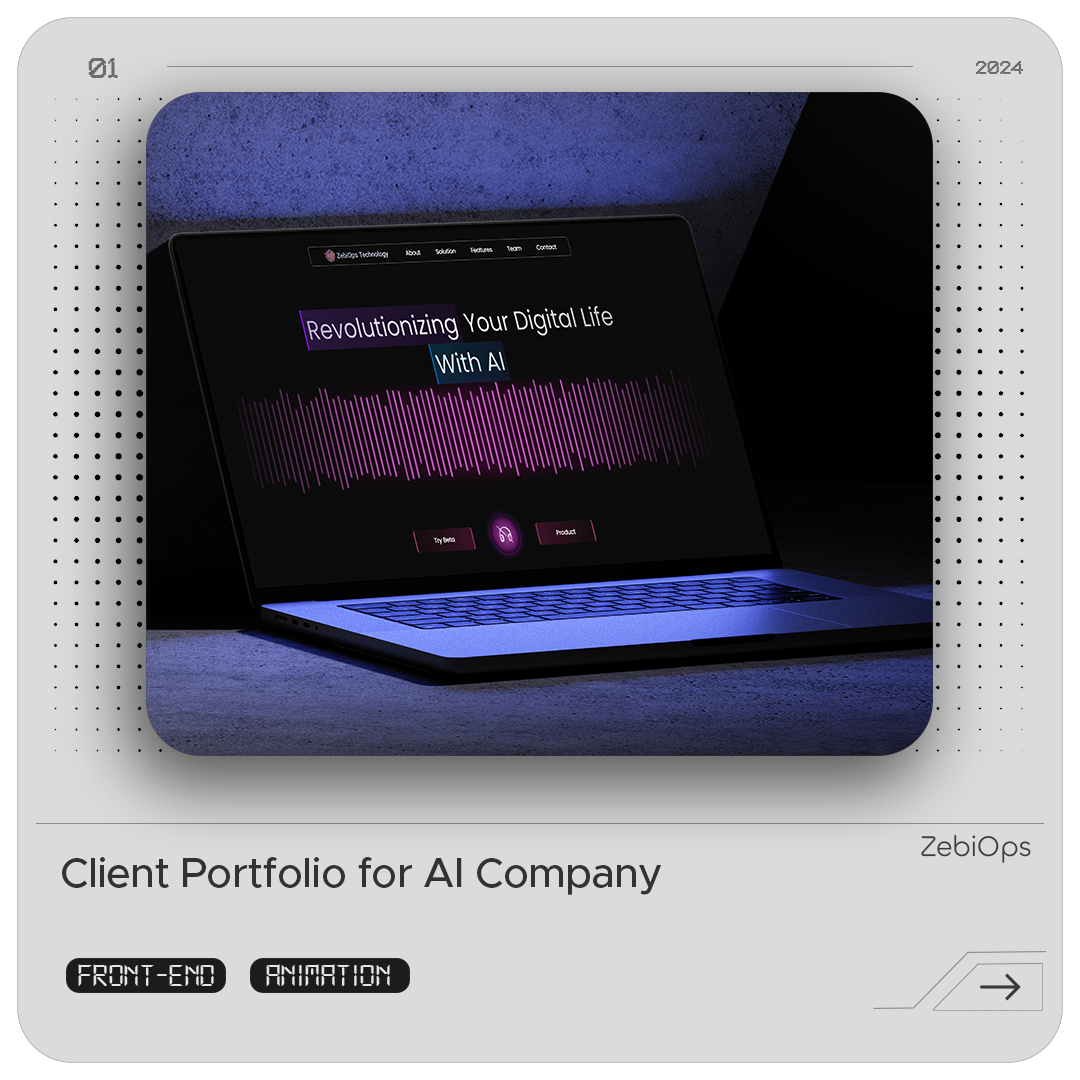 01
2024
ZebiOps Technology About Solution Features Team Contact
Revolutionizing Your Digital Life
With AI
Try Beta
Product
ZebiOps
Client Portfolio for AI Company
FRONT-END
ANIMATION